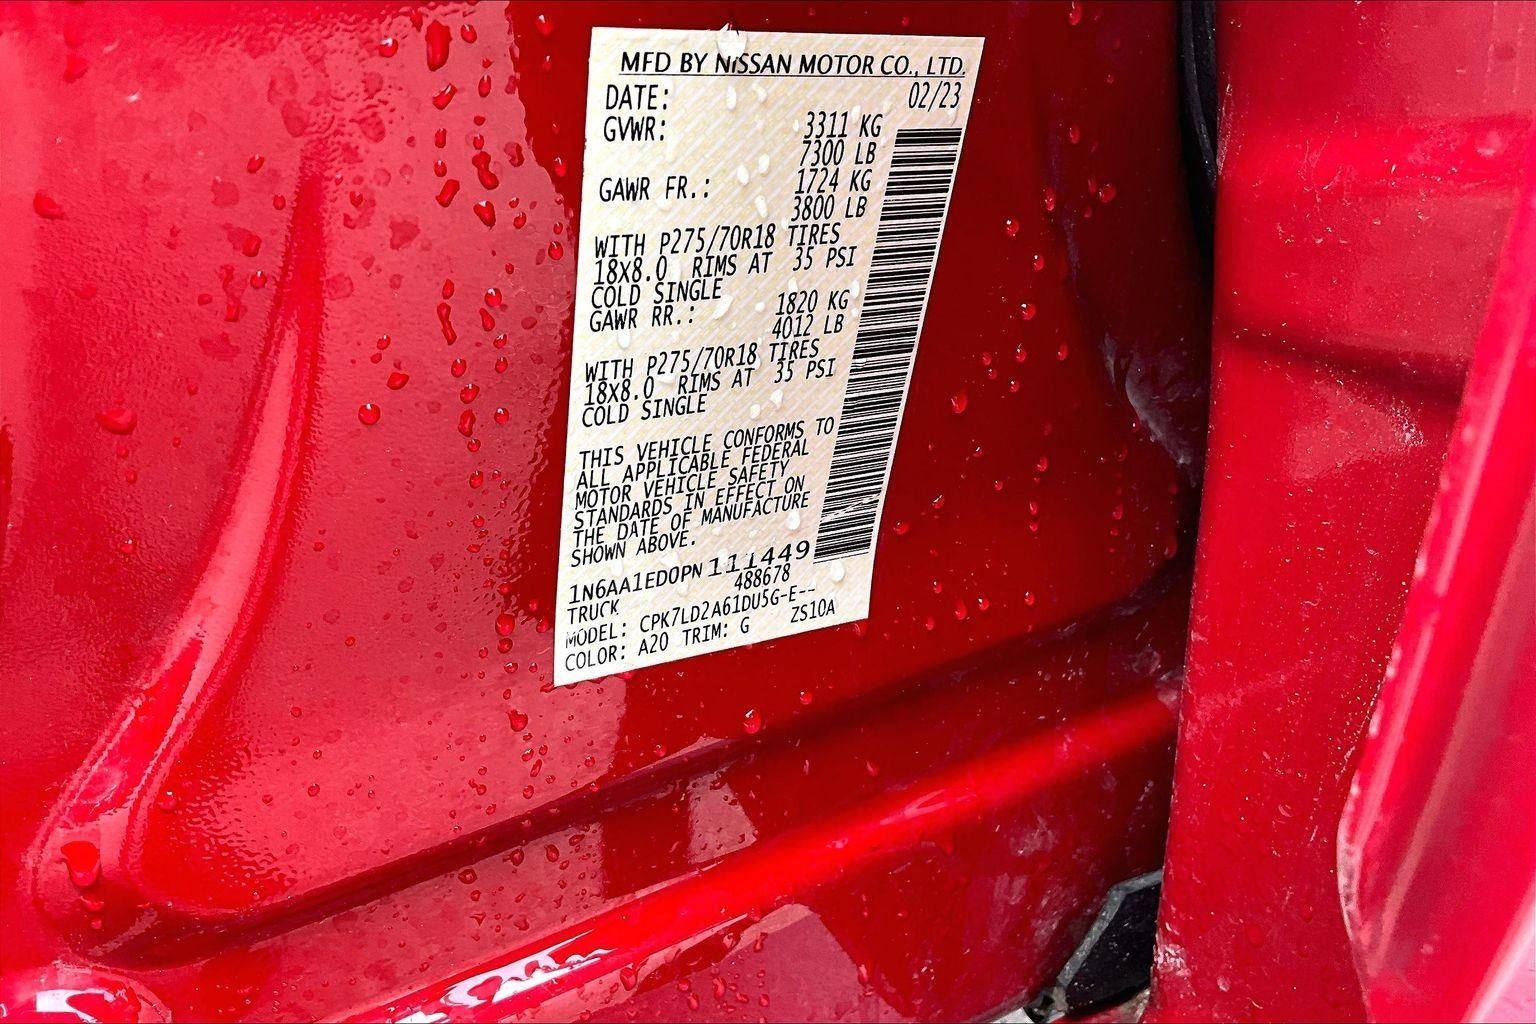 MFD BY NISSAN MOTOR CO., LTD.
DATE: 02/23
GVWR: 3311 KG
7300 LB
GAWR FR.: 1724 KG
3800 LB
WITH P275/70R18 TIRES
18X8.0 RIMS AT 35 PSI
COLD SINGLE
GAWR RR.: 1820 KG
4012 LB
WITH P275/70R18 TIRES
18X8.0 RIMS AT 35 PSI
COLD SINGLE
THIS VEHICLE CONFORMS TO
ALL APPLICABLE FEDERAL
MOTOR VEHICLE SAFETY
STANDARDS IN EFFECT ON
THE DATE OF MANUFACTURE
SHOWN ABOVE.
1N6AA1ED0PN 111449
TRUCK 488678
MODEL: CPK7LD2A61DU5G-E--
COLOR: A20 TRIM: G ZS10A